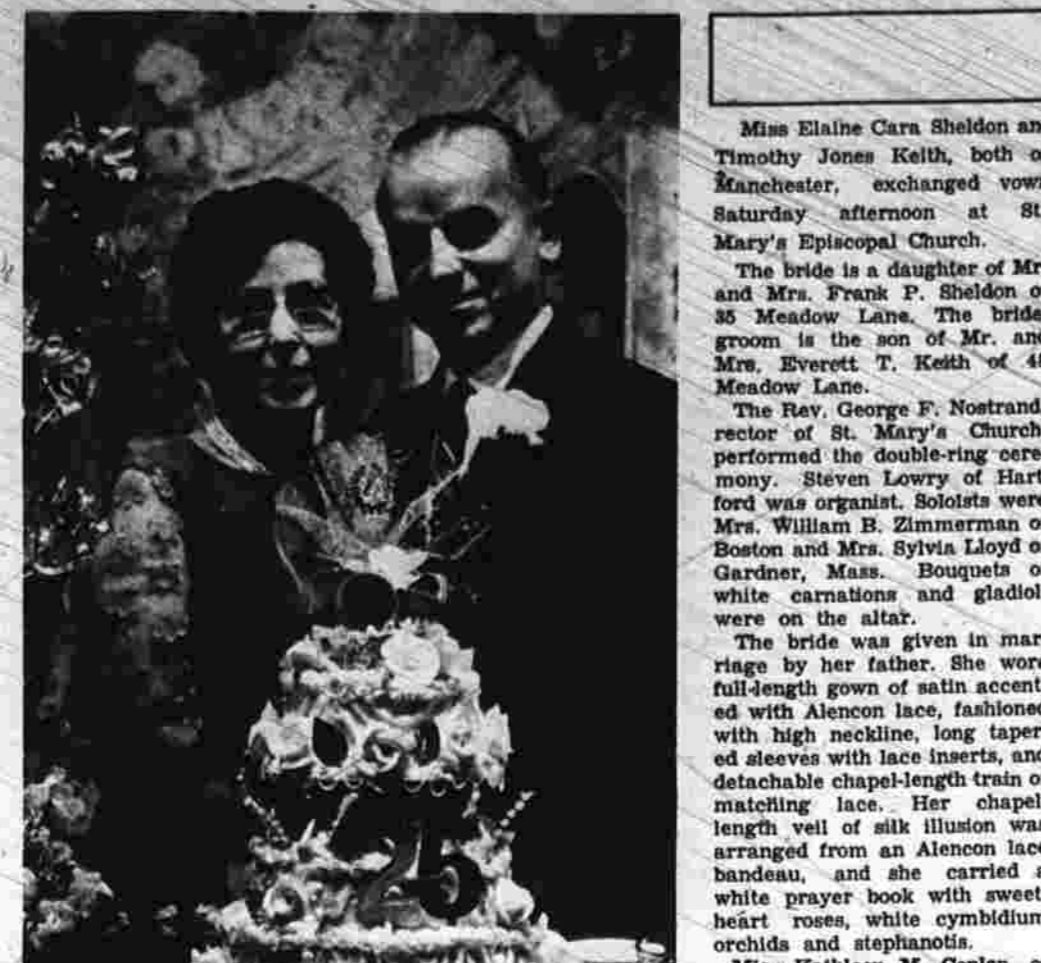 25
Miss Elaine Cara Sheldon an
Timothy Jones Keith, both o
Manchester, exchanged vow
Saturday afternoon at St
Mary's Episcopal Church.
The bride is a daughter of Mr
and Mrs. Frank P. Sheldon o
35 Meadow Lane. The bride
groom is the son of Mr. and
Mrs. Everett T. Keith of 4
Meadow Lane.
The Rev. George F. Nostrand
rector of St. Mary's Church
performed the double-ring cere
mony. Steven Lowry of Hart
ford was organist. Soloists were
Mrs. William B. Zimmerman o
Boston and Mrs. Sylvia Lloyd o
Gardner, Mass. Bouquets o
white carnations and gladiol
were on the altar.
The bride was given in mar
riage by her father. She wore
full-length gown of satin accent
ed with Alencon lace, fashioned
with high neckline, long taper
ed sleeves with lace inserts, and
detachable chapel-length train o
matching lace. Her chapel
length veil of silk illusion was
arranged from an Alencon lace
bandeau, and she carried a
white prayer book with sweet
heart roses, white cymbidium
orchids and stephanotis.